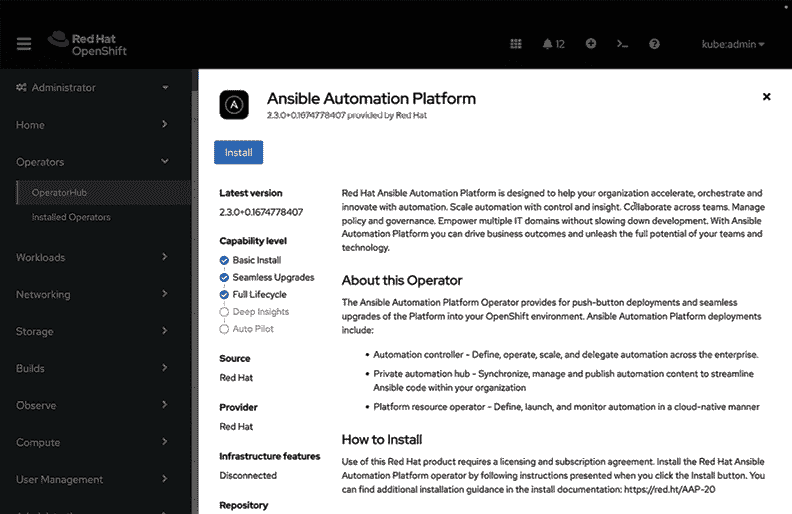 Red Hat
OpenShift
12
kube:admin
Administrator
Home
Operators
OperatorHub
Installed Operators
Workloads
Networking
Storage
Builds
Observe
Compute
User Management
Ansible Automation Platform
2.3.0+0.1674778407 provided by Red Hat
Install
Latest version
2.3.0+0.1674778407
Capability level
Basic Install
Seamless Upgrades
Full Lifecycle
Deep Insights
Auto Pilot
Source
Red Hat
Provider
Red Hat
Infrastructure features
Disconnected
Repository
Red Hat Ansible Automation Platform is designed to help your organization accelerate, orchestrate and
innovate with automation. Scale automation with control and insight. Collaborate across teams. Manage
policy and governance. Empower multiple IT domains without slowing down development. With Ansible
Automation Platform you can drive business outcomes and unleash the full potential of your teams and
technology.
About this Operator
The Ansible Automation Platform Operator provides for push-button deployments and seamless
upgrades of the Platform into your OpenShift environment. Ansible Automation Platform deployments
include:
• Automation controller - Define, operate, scale, and delegate automation across the enterprise.
• Private automation hub - Synchronize, manage and publish automation content to streamline
Ansible code within your organization
• Platform resource operator - Define, launch, and monitor automation in a cloud-native manner
How to Install
Use of this Red Hat product requires a licensing and subscription agreement. Install the Red Hat Ansible
Automation Platform operator by following instructions presented when you click the Install button. You
can find additional installation guidance in the install documentation: https://red.ht/AAP-20